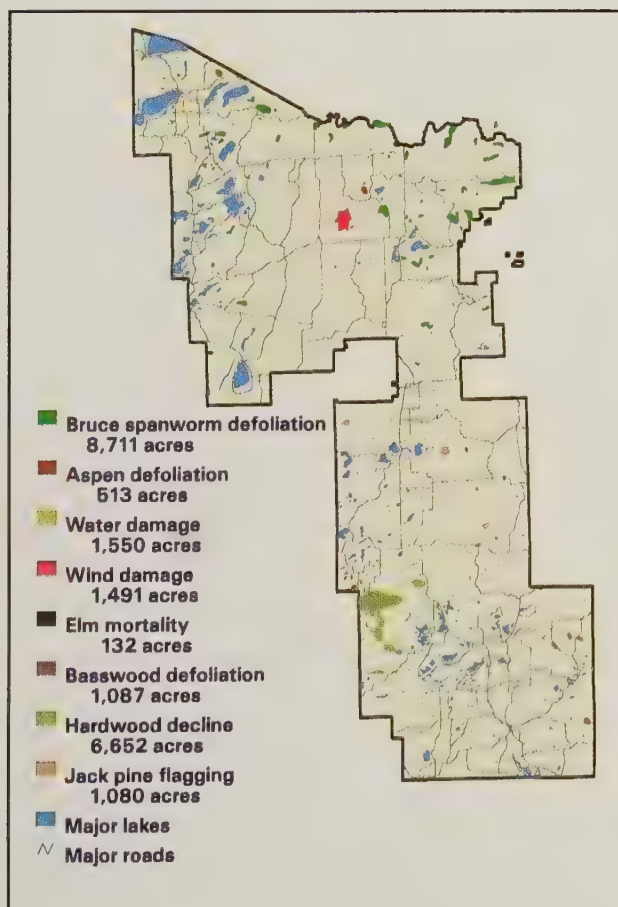 Bruce spanworm defoliation
8,711 acres
Aspen defoliation
513 acres
Water damage
1,550 acres
Wind damage
1,491 acres
Elm mortality
132 acres
Basswood defoliation
1,087 acres
Hardwood decline
6,652 acres
Jack pine flagging
1,080 acres
Major lakes
Major roads